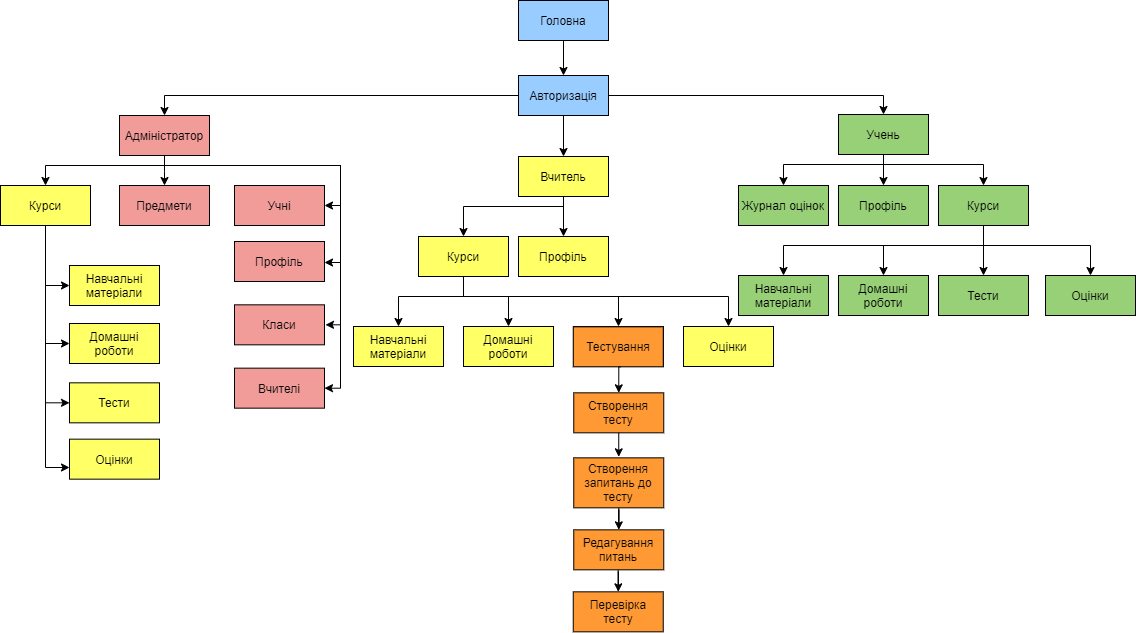 Головна
Авторизація
Адміністратор
Вчитель
Учень
Курси
Предмети
Учні
Профіль
Класи
Вчителі
Навчальні
матеріали
Домашні
роботи
Тести
Оцінки
Курси
Профіль
Навчальні
матеріали
Домашні
роботи
Тестування
Оцінки
Створення
тесту
Створення
запитань до
тесту
Редагування
питань
Перевірка
тесту
Журнал оцінок
Профіль
Курси
Навчальні
матеріали
Домашні
роботи
Тести
Оцінки